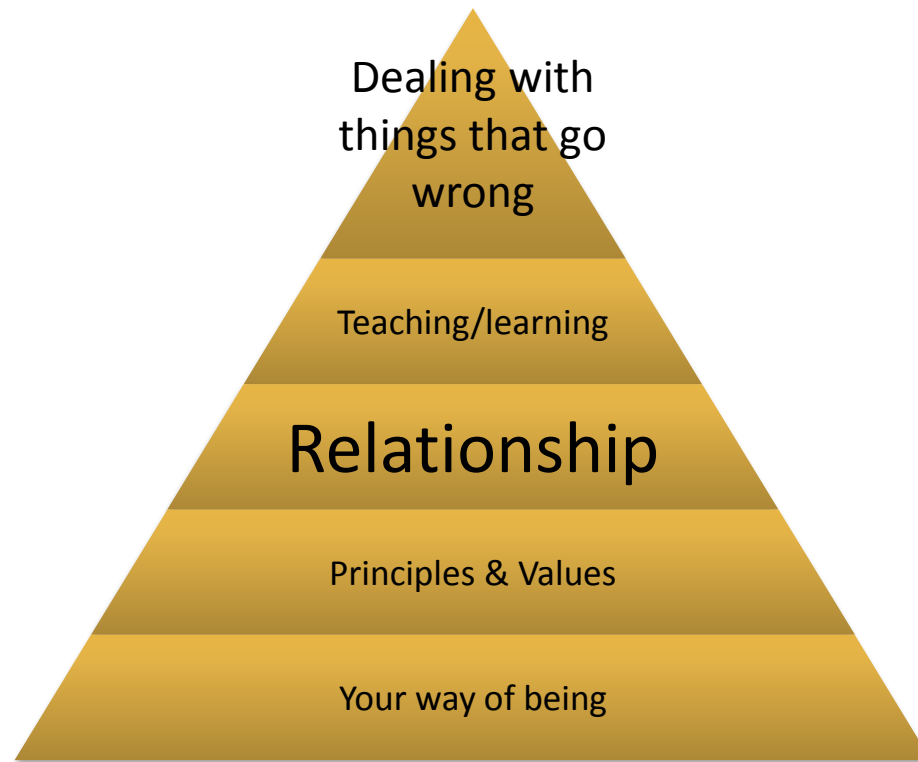 Dealing with
things that go
wrong
Teaching/learning
Relationship
Principles & Values
Your way of being